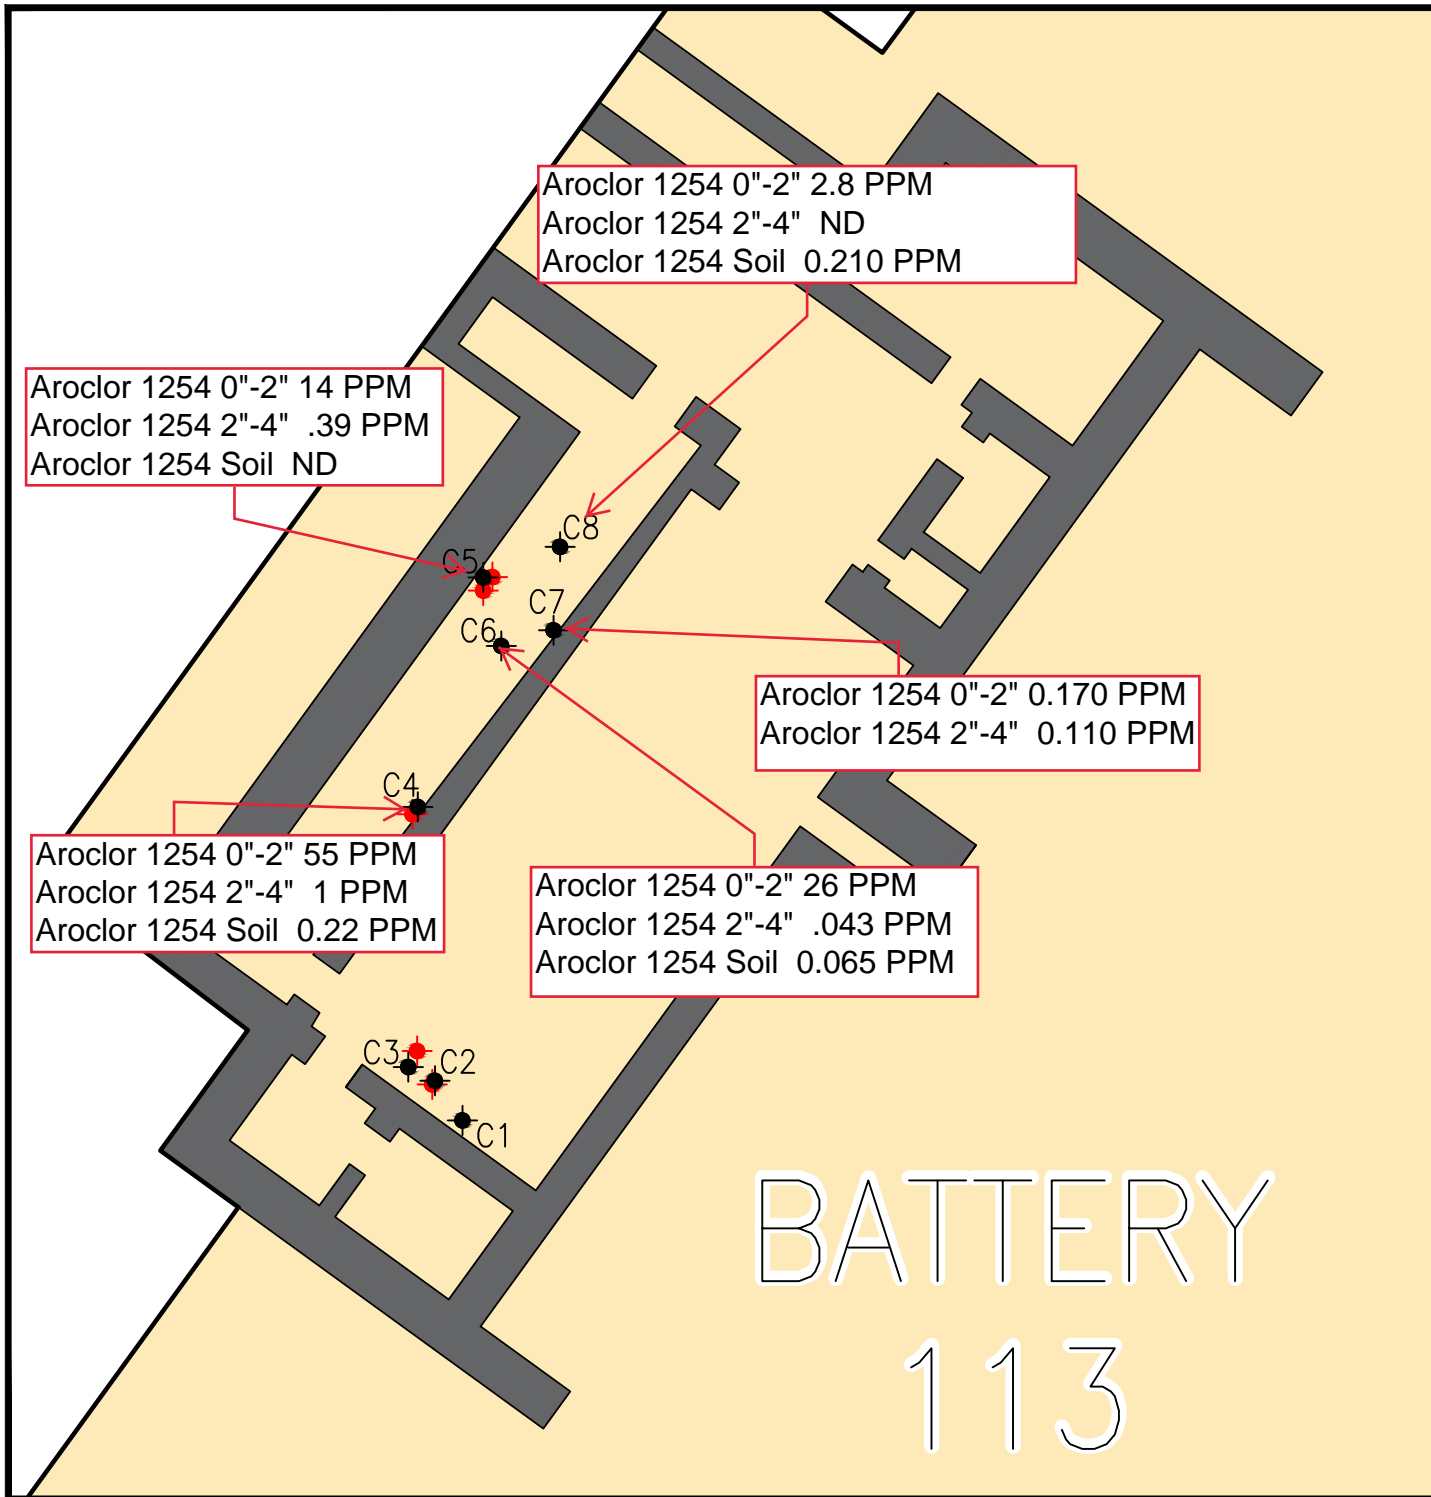 Aroclor 1254 0"-2" 2.8 PPM
Aroclor 1254 2"-4" ND
Aroclor 1254 Soil 0.210 PPM
Aroclor 1254 0"-2" 14 PPM
Aroclor 1254 2"-4" .39 PPM
Aroclor 1254 Soil ND
C8
C5
C7
C6
Aroclor 1254 0"-2" 0.170 PPM
Aroclor 1254 2"-4" 0.110 PPM
C4
Aroclor 1254 0"-2" 55 PPM
Aroclor 1254 2"-4" 1 PPM
Aroclor 1254 Soil 0.22 PPM
Aroclor 1254 0"-2" 26 PPM
Aroclor 1254 2"-4" .043 PPM
Aroclor 1254 Soil 0.065 PPM
C3
C2
C1
BATTERY
113